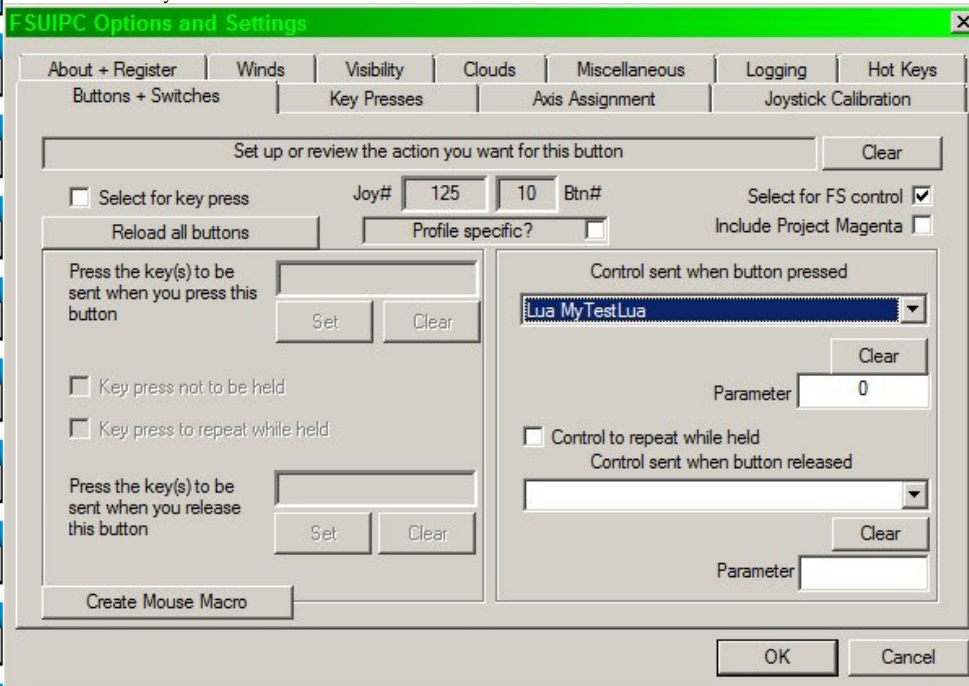 FSUIPC Options and Settings
About + Register Winds Visibility Clouds Miscellaneous Logging Hot Keys
Buttons + Switches Key Presses Axis Assignment Joystick Calibration
Set up or review the action you want for this button Clear
Select for key press Joy# 125 10 Btn# Select for FS control
Reload all buttons Profile specific? Include Project Magenta
Press the key(s) to be
sent when you press this
button
Set Clear
Key press not to be held
Key press to repeat while held
Press the key(s) to be
sent when you release
this button
Set Clear
Create Mouse Macro
Control sent when button pressed
Lua MyTestLua
Clear
Parameter 0
Control to repeat while held
Control sent when button released
Clear
Parameter
OK Cancel